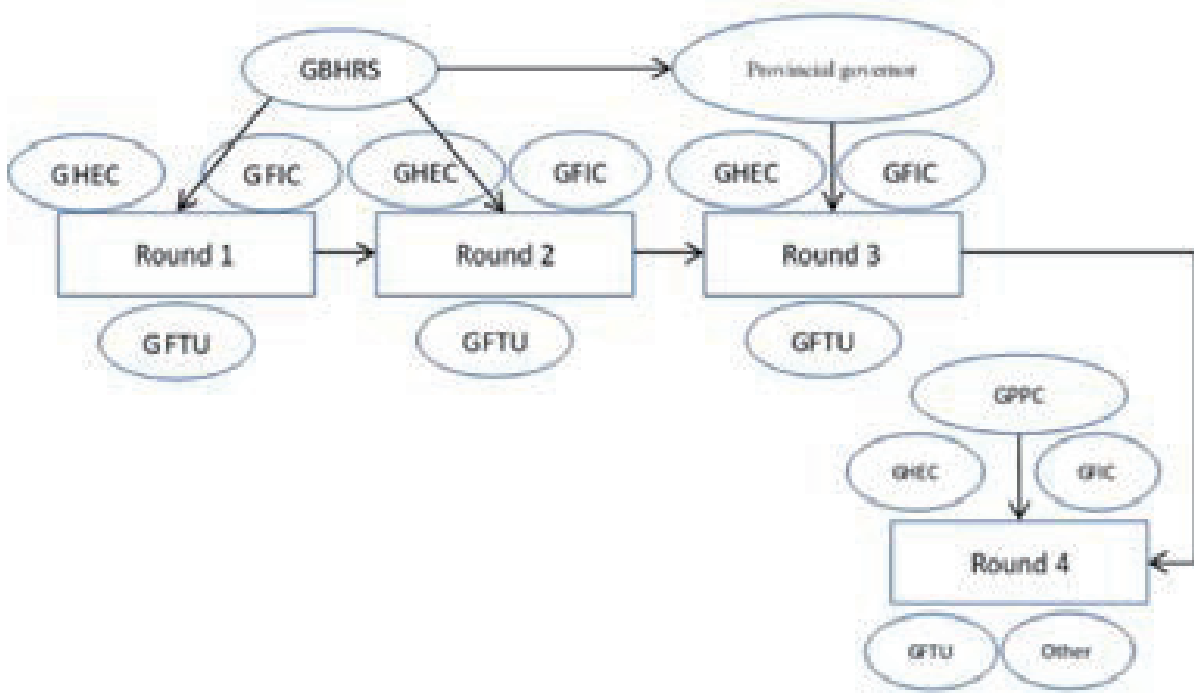 GBHRS
Provincial governor
GHEC
GFIC
GHEC
GFIC
GHEC
GFIC
Round 1
Round 2
Round 3
GFTU
GFTU
GFTU
GPPC
GHEC
GFIC
Round 4
GFTU
Other